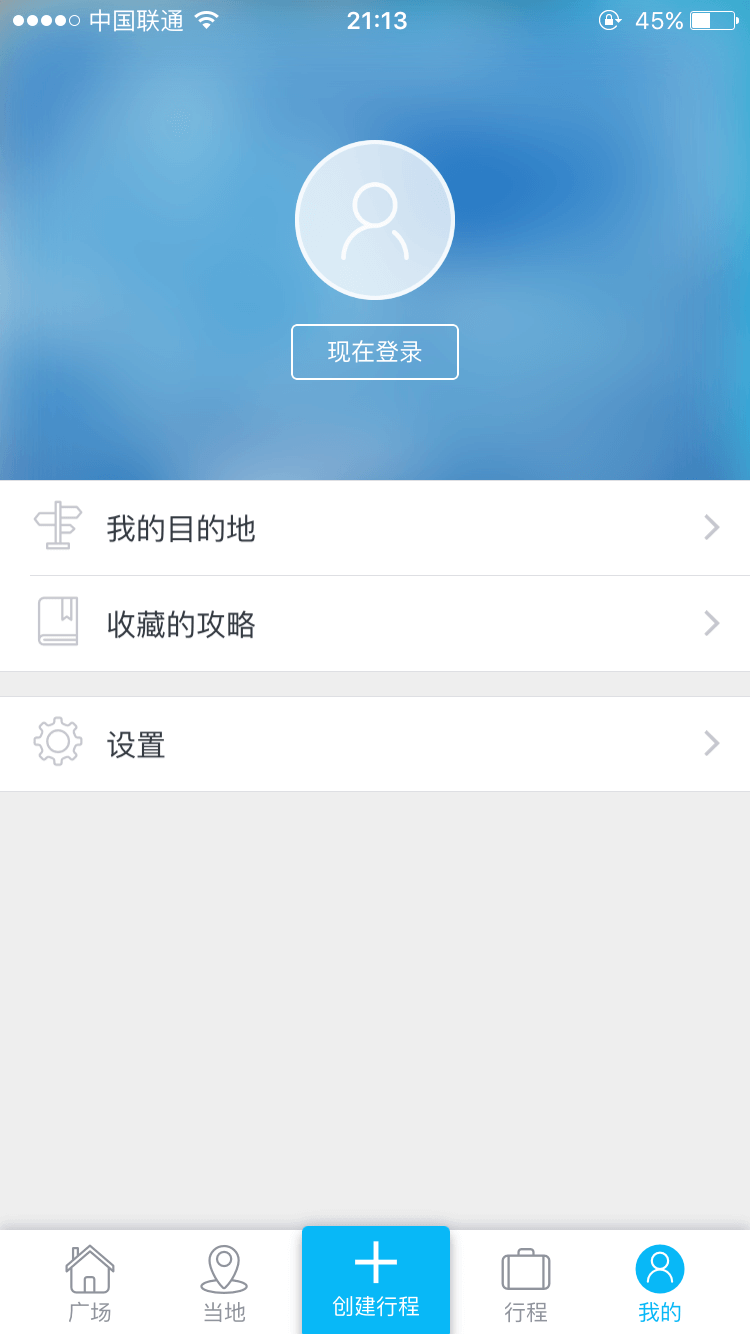 中国联通 21:13 45%
现在登录
我的目的地
收藏的攻略
设置
广场 当地 创建行程 行程 我的